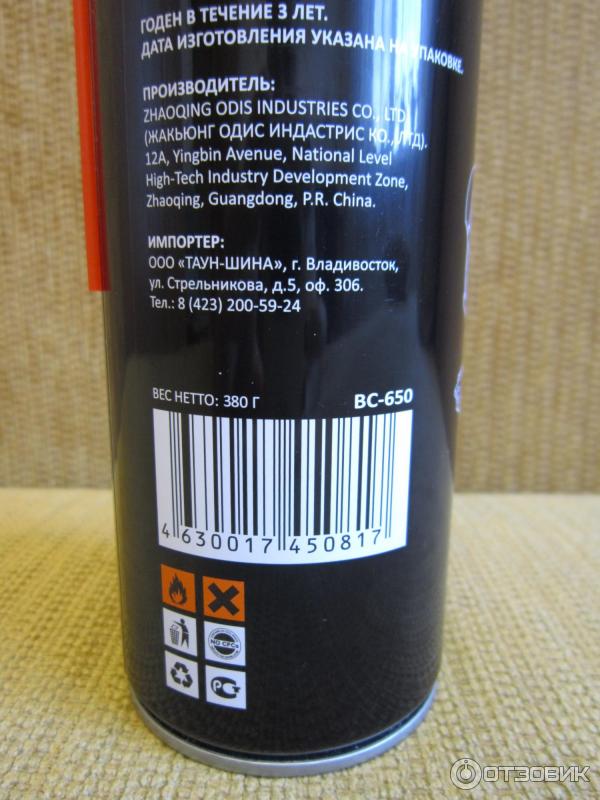 ГОДЕН В ТЕЧЕНИЕ 3 ЛЕТ.
ДАТА ИЗГОТОВЛЕНИЯ УКАЗАНА НА УПАКОВКЕ.
ПРОИЗВОДИТЕЛЬ:
ZHAOQING ODIS INDUSTRIES CO., LTD
(ЖАКЬЮНГ ОДИС ИНДАСТРИС КО., ЛТД).
12A, Yingbin Avenue, National Level
High-Tech Industry Development Zone,
Zhaoqing, Guangdong, P.R. China.
ИМПОРТЕР:
ООО «ТАУН-ШИНА», г. Владивосток,
ул. Стрельникова, д.5, оф. 306.
Тел.: 8 (423) 200-59-24
ВЕС НЕТТО: 380 Г BC-650
4 630017 450817
NO CFCs
РСТ
ОТЗОВИК